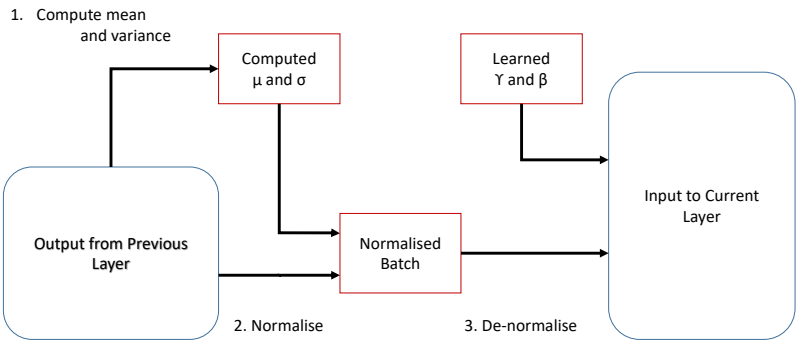 1. Compute mean
and variance
Computed
μ and σ
Learned
ϒ and β
Output from Previous
Layer
Normalised
Batch
Input to Current
Layer
2. Normalise
3. De-normalise